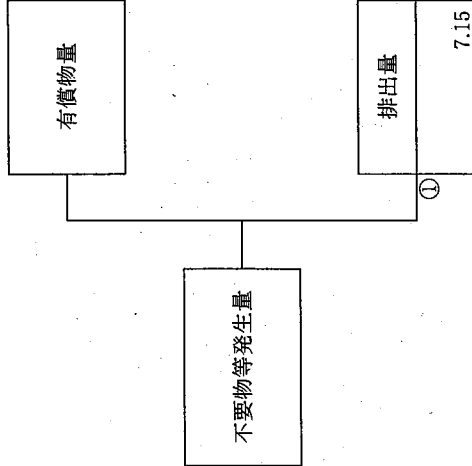 不要物等発生量
有償物量
排出量
①
7.15